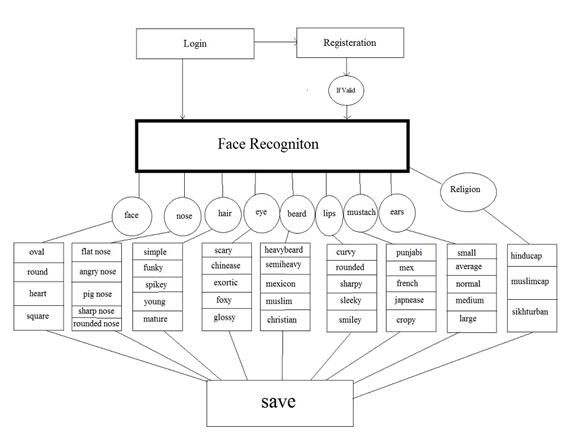 Login
Registeration
If Valid
Face Recogniton
Religion
face
nose
hair
eye
beard
lips
mustach
ears
oval
round
heart
square
flat nose
angry nose
pig nose
sharp nose
rounded nose
simple
funky
spikey
young
mature
scary
chinease
exortic
foxy
glossy
heavybeard
semiheavy
mexicon
muslim
christian
curvy
rounded
sharpy
sleeky
smiley
punjabi
mex
french
japnease
cropy
small
average
normal
medium
large
hinducap
muslimcap
sikhturban
save